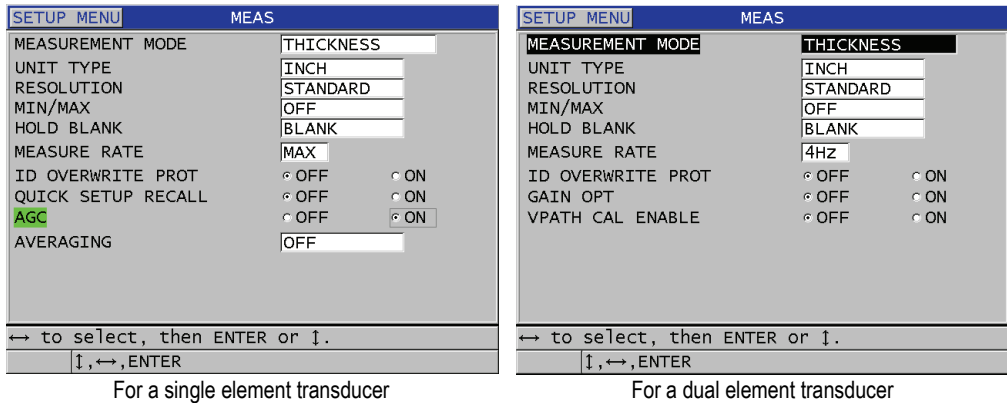 SETUP MENU MEAS
MEASUREMENT MODE THICKNESS
UNIT TYPE INCH
RESOLUTION STANDARD
MIN/MAX OFF
HOLD BLANK BLANK
MEASURE RATE MAX
ID OVERWRITE PROT OFF ON
QUICK SETUP RECALL OFF ON
AGC OFF ON
AVERAGING OFF
↔ to select, then ENTER or ↕.
↕,↔,ENTER
For a single element transducer
SETUP MENU MEAS
MEASUREMENT MODE THICKNESS
UNIT TYPE INCH
RESOLUTION STANDARD
MIN/MAX OFF
HOLD BLANK BLANK
MEASURE RATE 4Hz
ID OVERWRITE PROT OFF ON
GAIN OPT OFF ON
VPATH CAL ENABLE OFF ON
↔ to select, then ENTER or ↕.
↕,↔,ENTER
For a dual element transducer